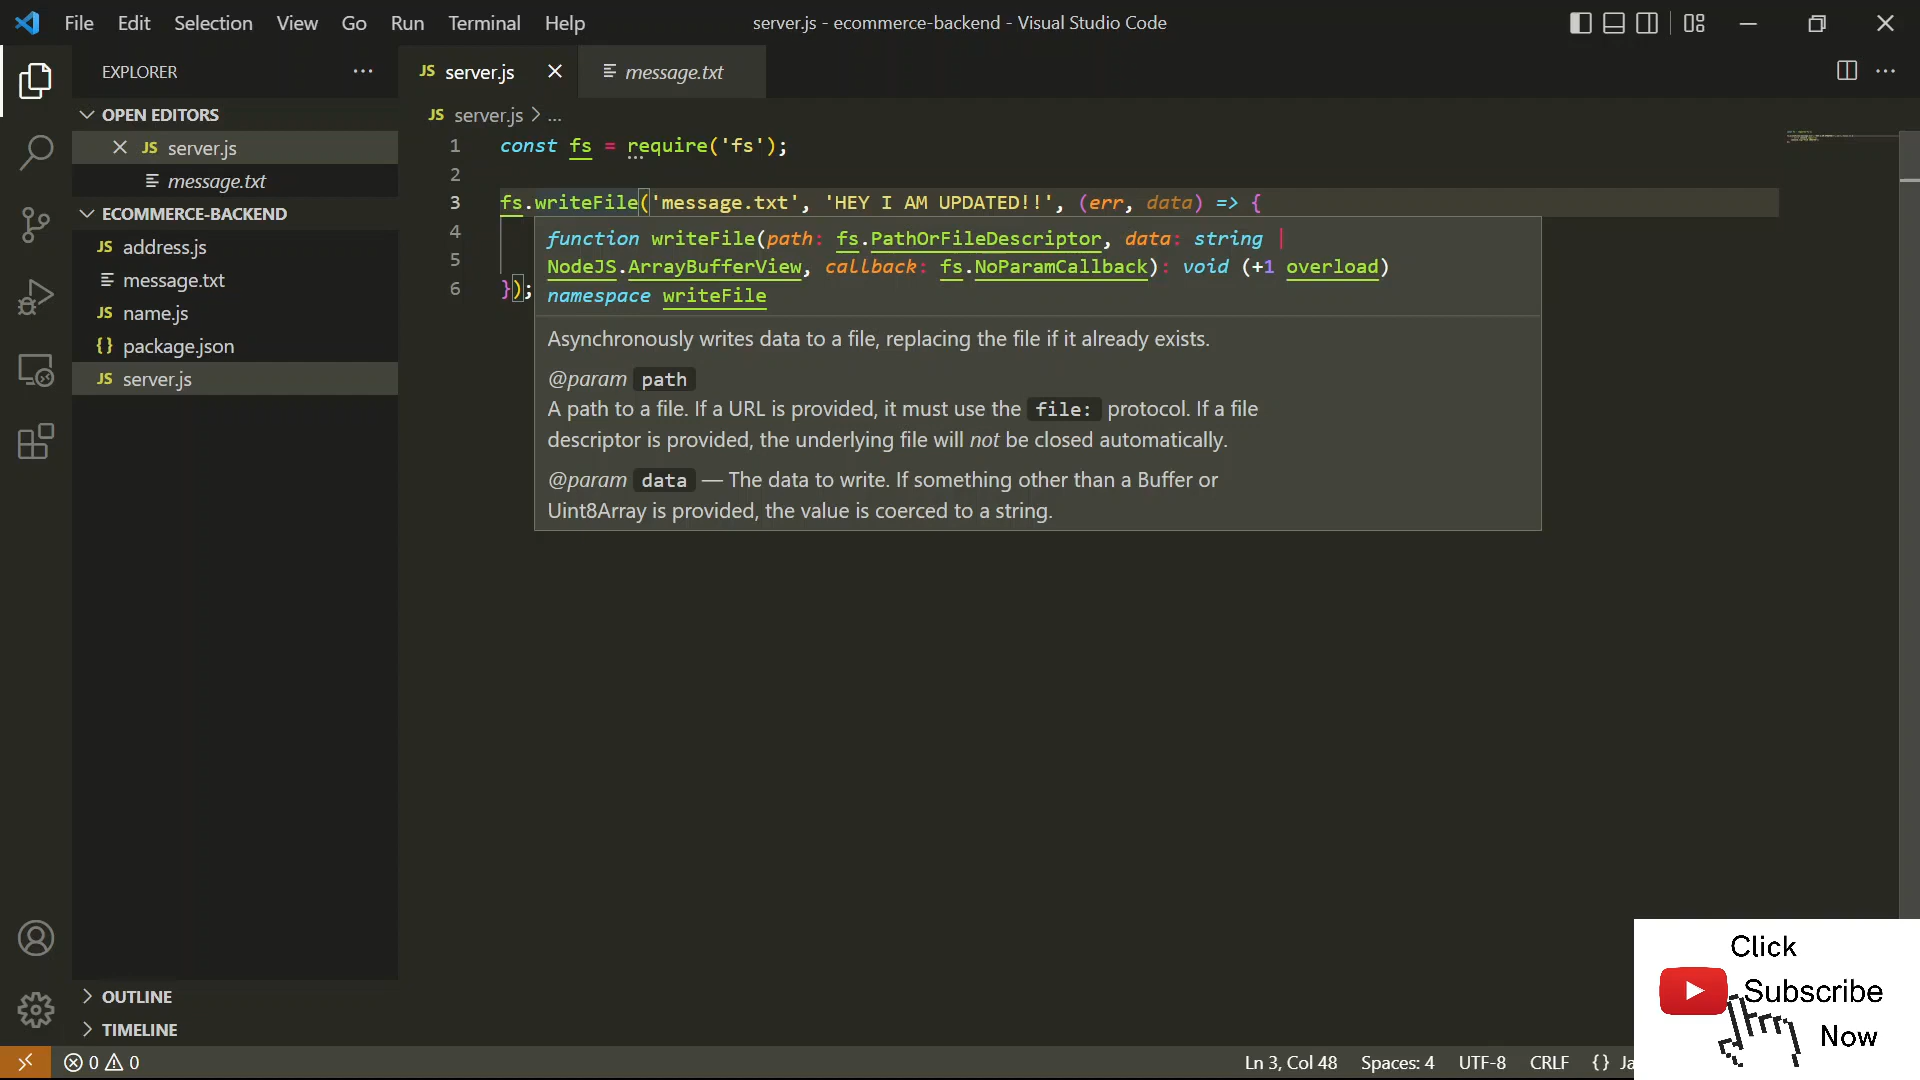 File Edit Selection View Go Run Terminal Help
server.js - ecommerce-backend - Visual Studio Code
EXPLORER
OPEN EDITORS
JS server.js
message.txt
ECOMMERCE-BACKEND
JS address.js
message.txt
JS name.js
{} package.json
JS server.js
OUTLINE
TIMELINE
JS server.js
message.txt
JS server.js > ...
1 const fs = require('fs');
2
3 fs.writeFile('message.txt', 'HEY I AM UPDATED!!', (err, data) => {
4
5
6 });
function writeFile(path: fs.PathOrFileDescriptor, data: string |
NodeJS.ArrayBufferView, callback: fs.NoParamCallback): void (+1 overload)
namespace writeFile
Asynchronously writes data to a file, replacing the file if it already exists.
@param path
A path to a file. If a URL is provided, it must use the file: protocol. If a file
descriptor is provided, the underlying file will not be closed automatically.
@param data — The data to write. If something other than a Buffer or
Uint8Array is provided, the value is coerced to a string.
Click
Subscribe
Now
0 0
Ln 3, Col 48 Spaces: 4 UTF-8 CRLF {} Ja